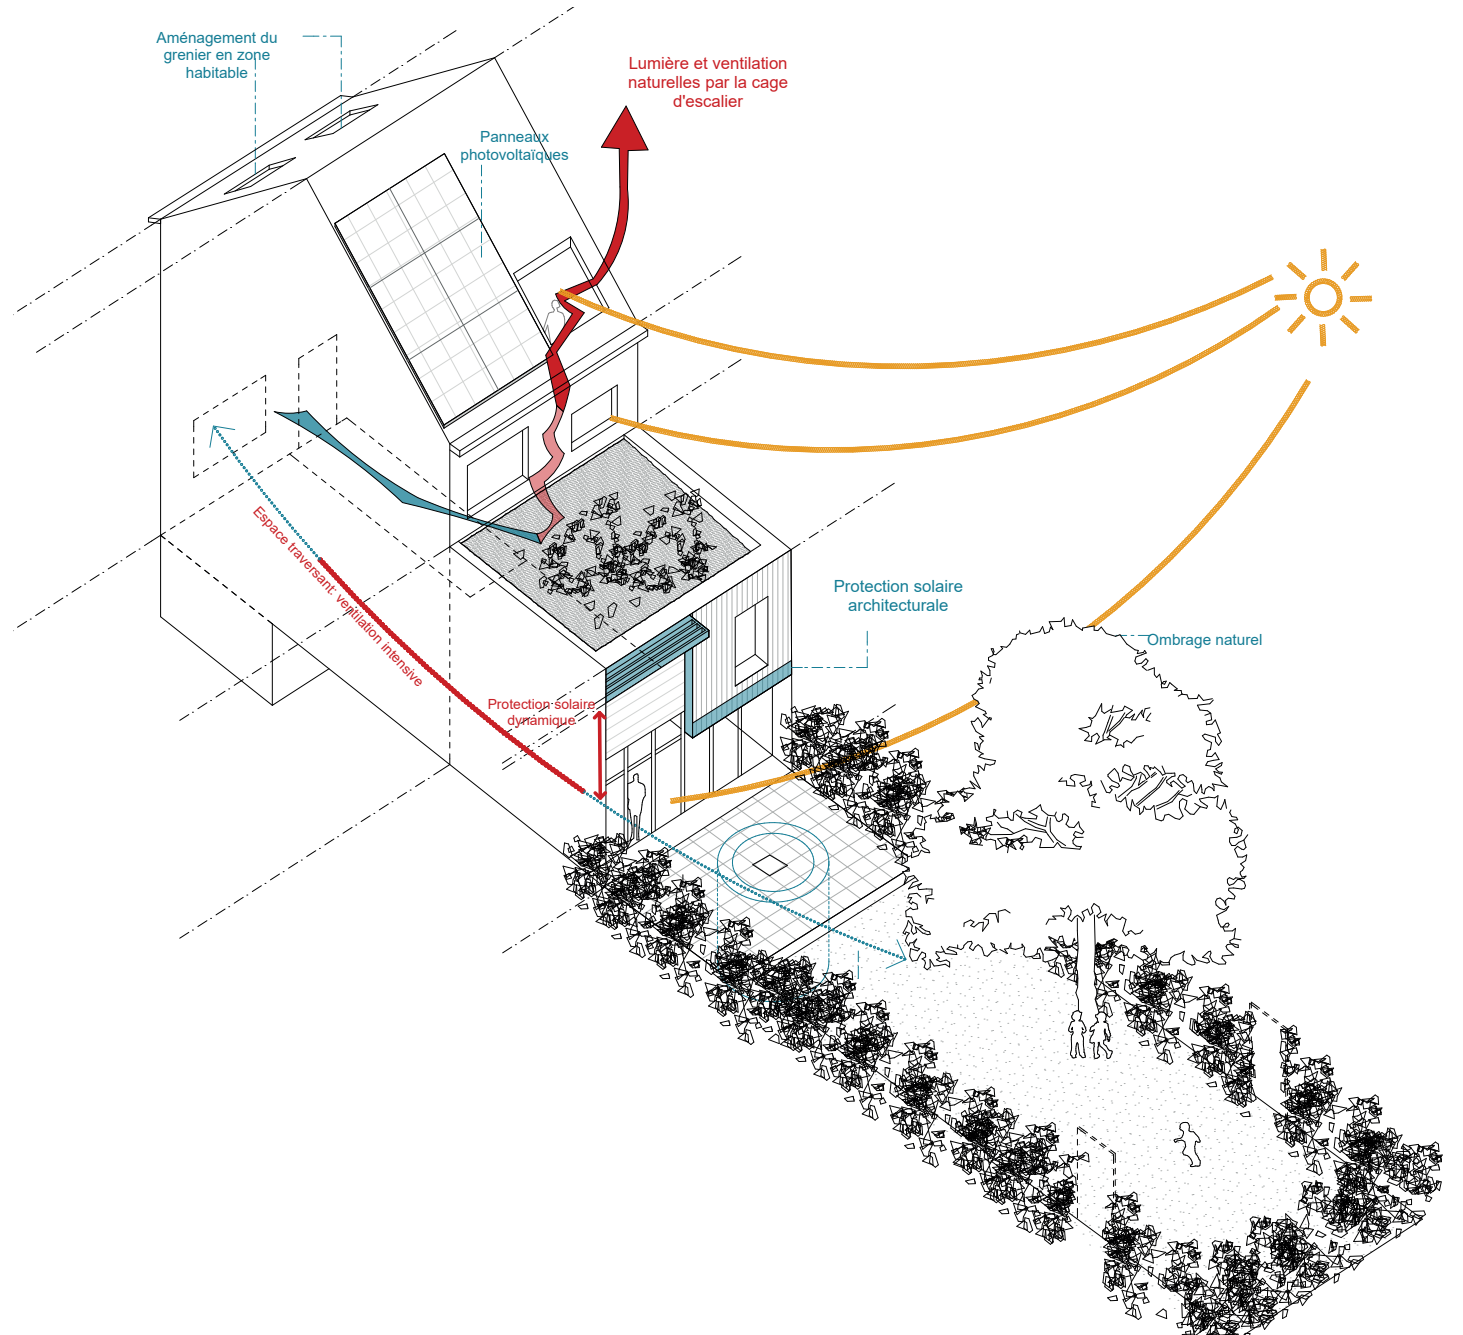 Aménagement du
grenier en zone
habitable
Lumière et ventilation
naturelles par la cage
d'escalier
Panneaux
photovoltaïques
Espace traversant: ventilation intensive
Protection solaire
dynamique
Protection solaire
architecturale
Ombrage naturel